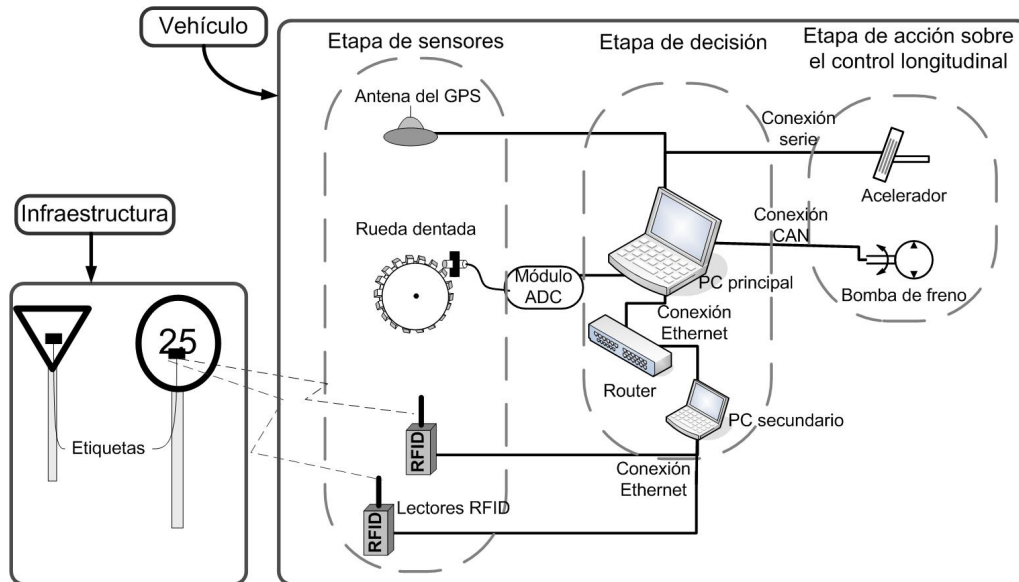 Vehículo
Etapa de sensores
Etapa de decisión
Etapa de acción sobre
el control longitudinal
Antena del GPS
Conexión
serie
Acelerador
Infraestructura
Rueda dentada
Módulo
ADC
Conexión
CAN
PC principal
Bomba de freno
25
Conexión
Ethernet
Router
PC secundario
Etiquetas
RFID
Conexión
Ethernet
Lectores RFID
RFID